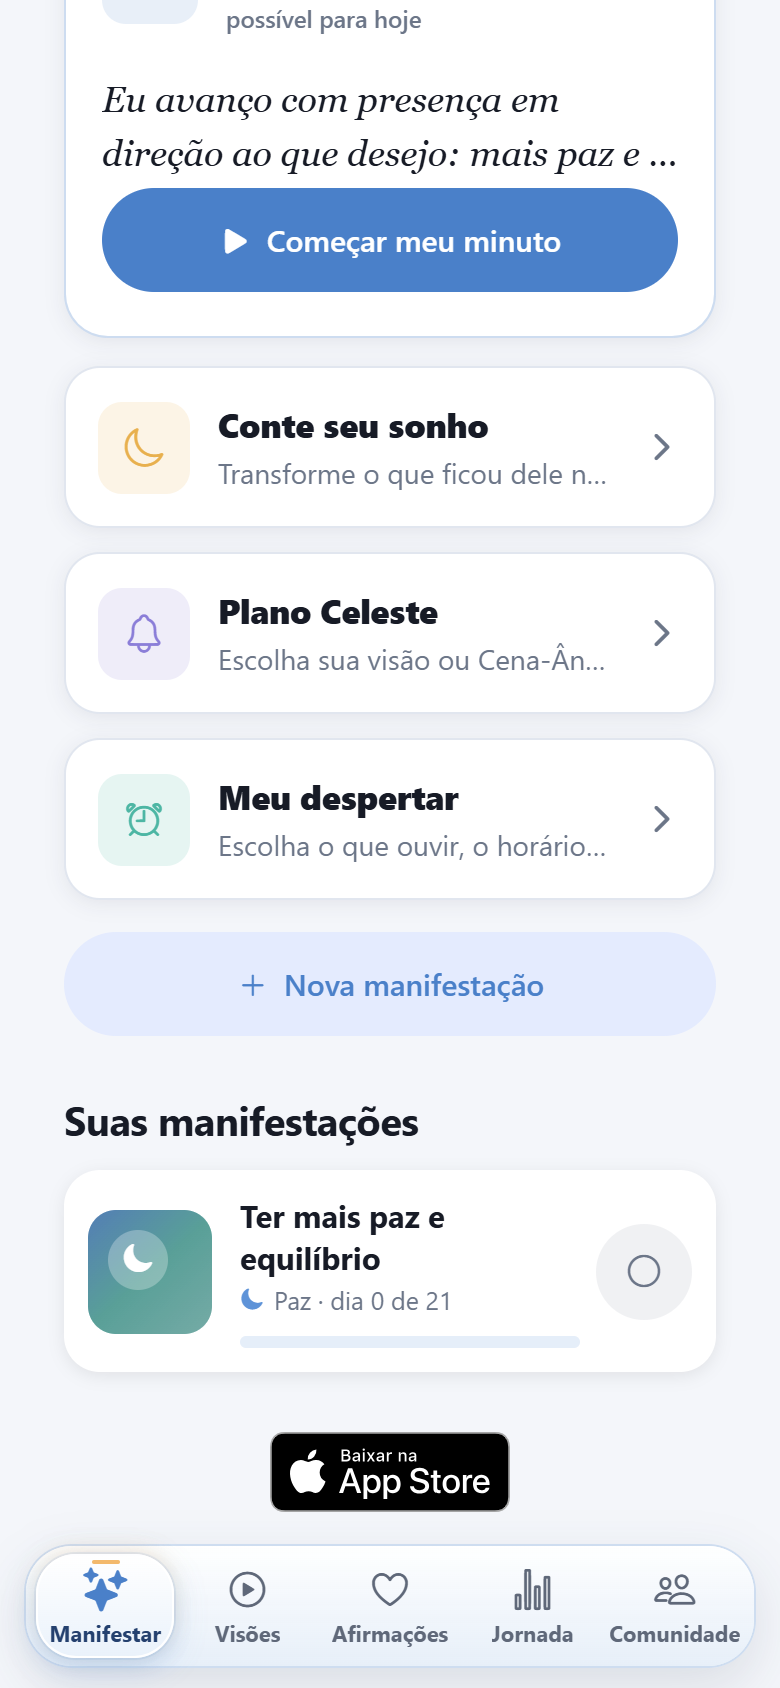 possível para hoje
Eu avanço com presença em
direção ao que desejo: mais paz e ...
Começar meu minuto
Conte seu sonho
Transforme o que ficou dele n...
Plano Celeste
Escolha sua visão ou Cena-Ân...
Meu despertar
Escolha o que ouvir, o horário...
+ Nova manifestação
Suas manifestações
Ter mais paz e
equilíbrio
Paz · dia 0 de 21
Baixar na
App Store
Manifestar
Visões
Afirmações
Jornada
Comunidade